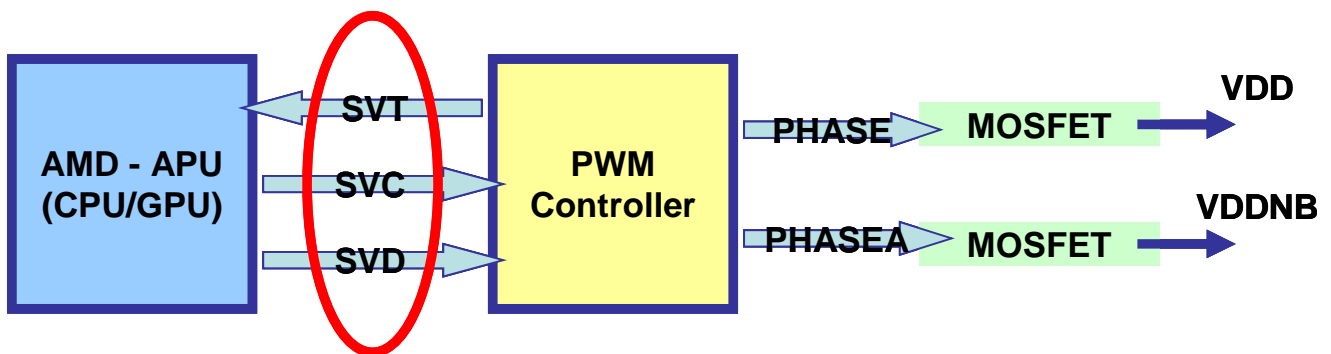 AMD - APU
(CPU/GPU)
SVT
SVC
SVD
PWM
Controller
PHASE
MOSFET
VDD
PHASEA
MOSFET
VDDNB